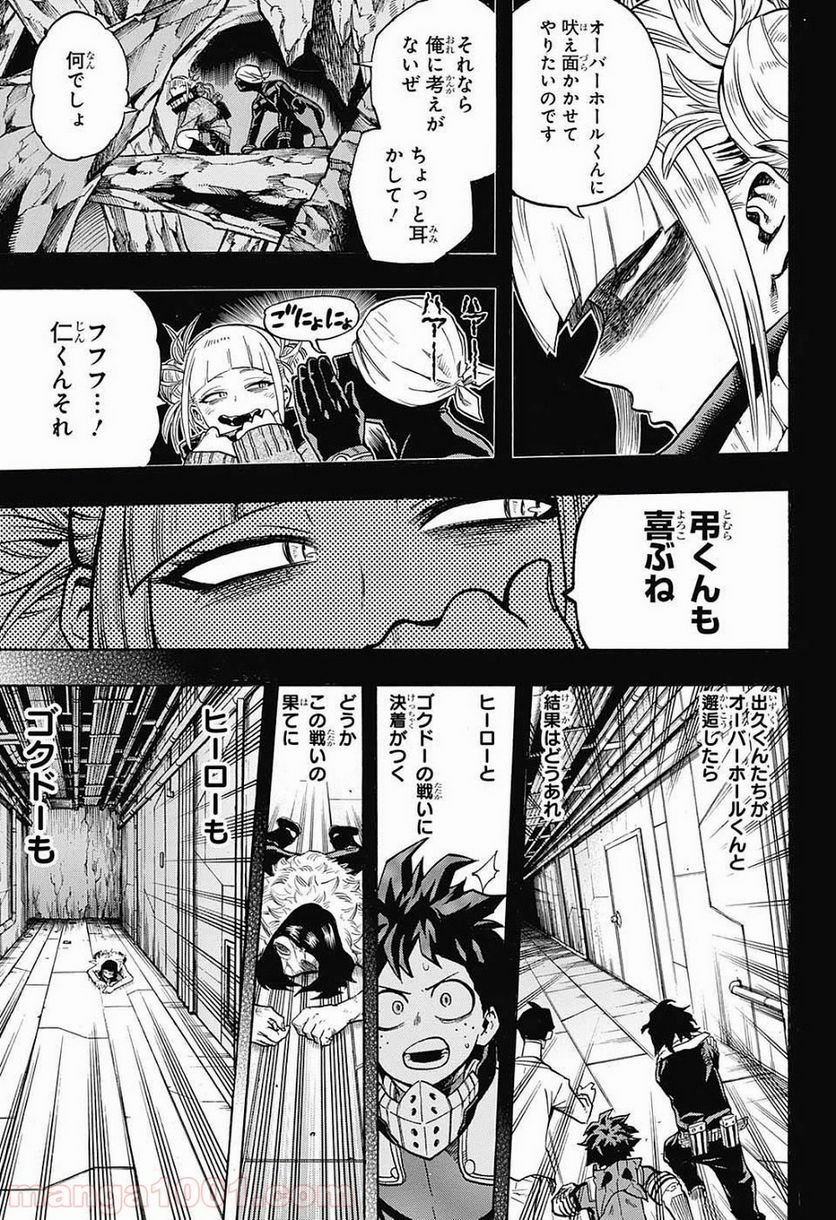 オーバーホールくんに
吠え面かかせて
やりたいのです
それなら
俺に考えが
ないぜ
ちょっと耳
かして！
何でしょ
ハァー
ハァー
ごにょにょ
フフフ…！
仁くんそれ
弔くんも
喜ぶね
出久くんたちが
オーバーホールくんと
邂逅したら
結果はどうあれ
ヒーローと
ゴクドーの戦いに
決着がつく
どうか
この戦いの
果てに
ヒーローも
ゴクドーも
manga1001.com